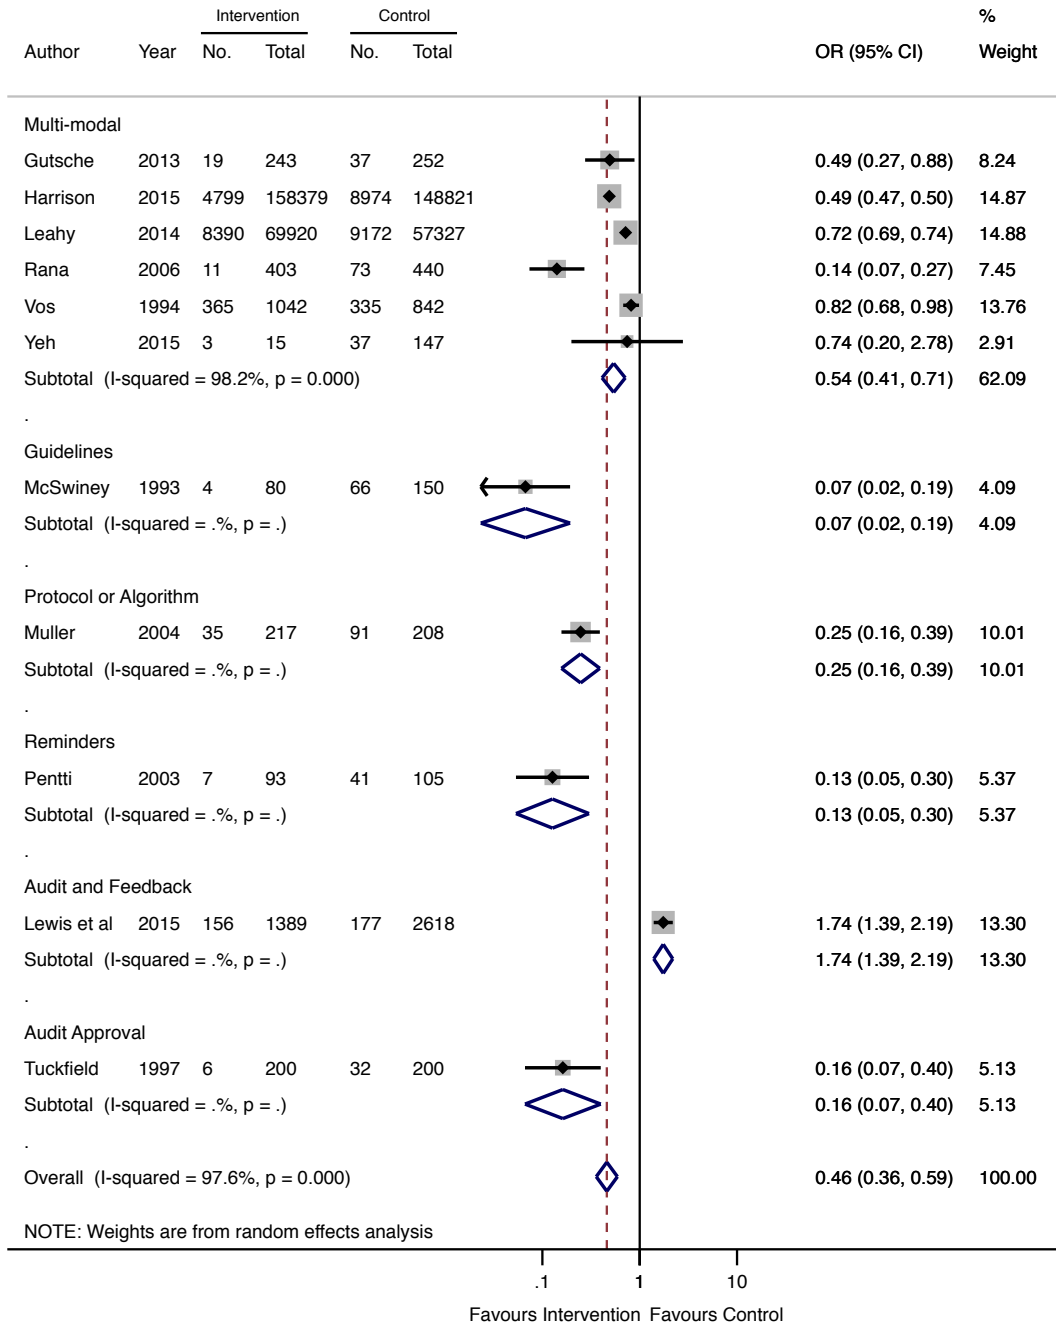 Intervention Control %
Author Year No. Total No. Total OR (95% CI) Weight
Multi-modal
Gutsche 2013 19 243 37 252 0.49 (0.27, 0.88) 8.24
Harrison 2015 4799 158379 8974 148821 0.49 (0.47, 0.50) 14.87
Leahy 2014 8390 69920 9172 57327 0.72 (0.69, 0.74) 14.88
Rana 2006 11 403 73 440 0.14 (0.07, 0.27) 7.45
Vos 1994 365 1042 335 842 0.82 (0.68, 0.98) 13.76
Yeh 2015 3 15 37 147 0.74 (0.20, 2.78) 2.91
Subtotal (I-squared = 98.2%, p = 0.000) 0.54 (0.41, 0.71) 62.09
.
Guidelines
McSwiney 1993 4 80 66 150 0.07 (0.02, 0.19) 4.09
Subtotal (I-squared = .%, p = .) 0.07 (0.02, 0.19) 4.09
.
Protocol or Algorithm
Muller 2004 35 217 91 208 0.25 (0.16, 0.39) 10.01
Subtotal (I-squared = .%, p = .) 0.25 (0.16, 0.39) 10.01
.
Reminders
Pentti 2003 7 93 41 105 0.13 (0.05, 0.30) 5.37
Subtotal (I-squared = .%, p = .) 0.13 (0.05, 0.30) 5.37
.
Audit and Feedback
Lewis et al 2015 156 1389 177 2618 1.74 (1.39, 2.19) 13.30
Subtotal (I-squared = .%, p = .) 1.74 (1.39, 2.19) 13.30
.
Audit Approval
Tuckfield 1997 6 200 32 200 0.16 (0.07, 0.40) 5.13
Subtotal (I-squared = .%, p = .) 0.16 (0.07, 0.40) 5.13
.
Overall (I-squared = 97.6%, p = 0.000) 0.46 (0.36, 0.59) 100.00
NOTE: Weights are from random effects analysis
.1 1 10
Favours Intervention Favours Control